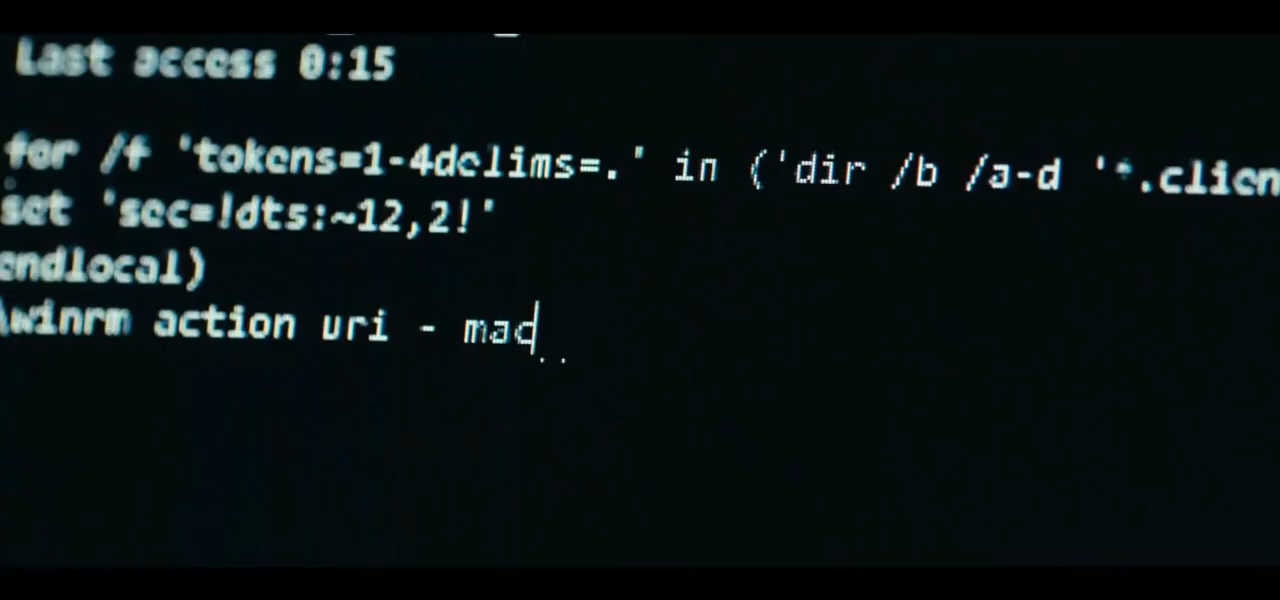 Last access 0:15
for /f 'tokens=1-4delims=.' in ('dir /b /a-d '*.clien
set 'sec=!dts:~12,2!'
endlocal)
\winrm action uri - mac